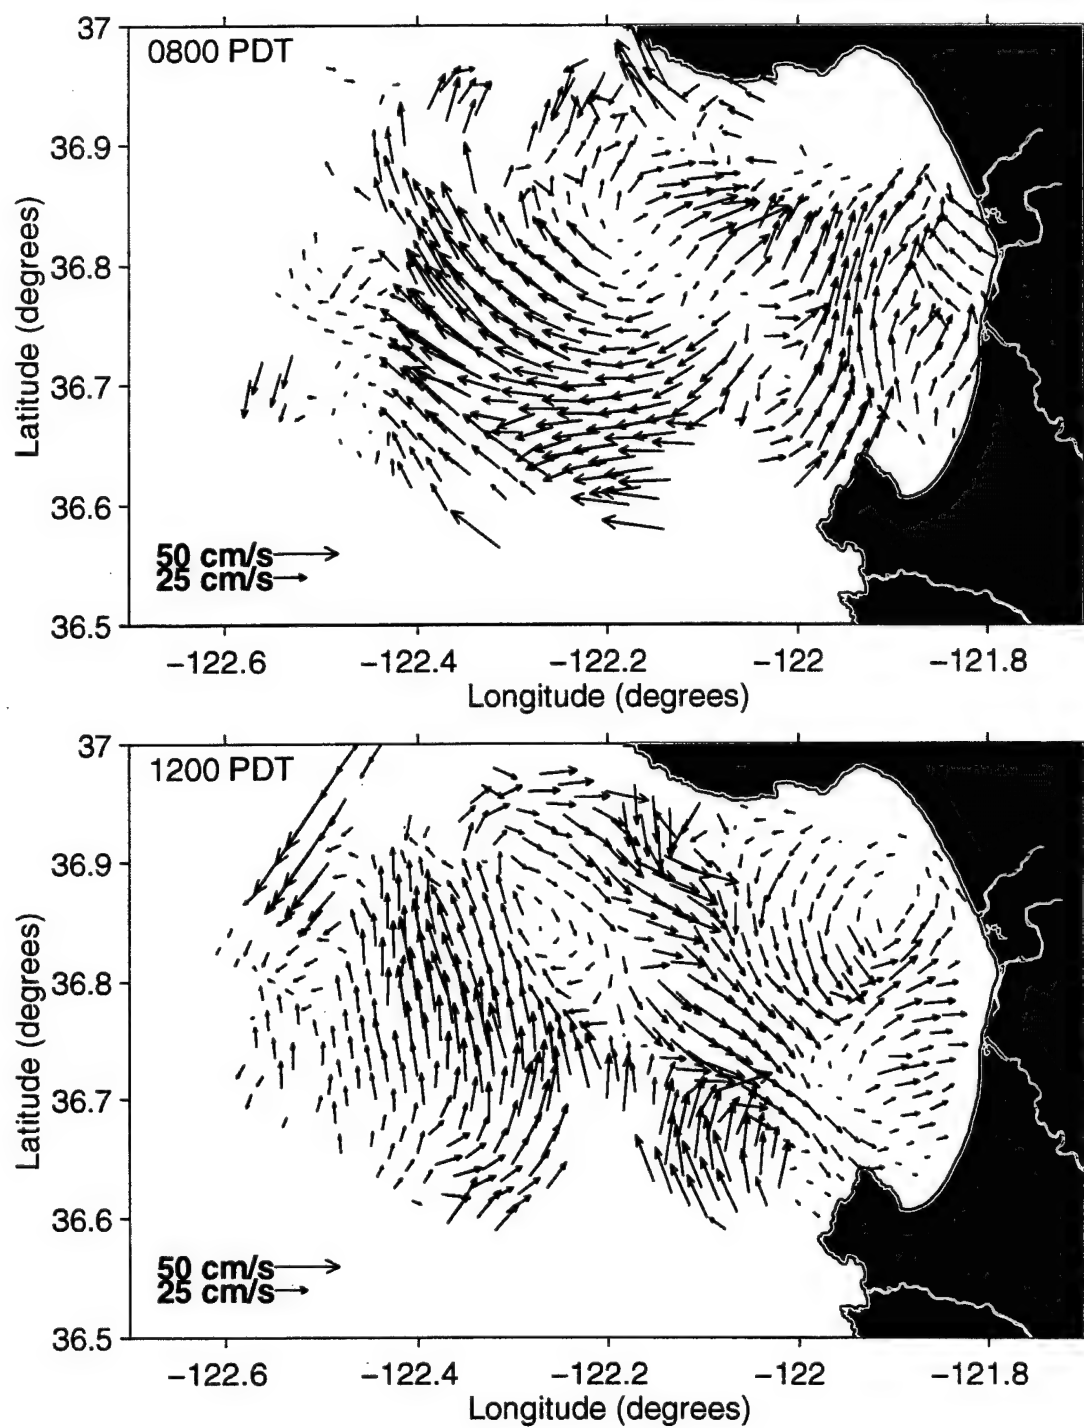 37
0800 PDT
36.9
36.8
36.7
36.6
36.5
Latitude (degrees)
50 cm/s
25 cm/s
−122.6
−122.4
−122.2
−122
−121.8
Longitude (degrees)
37
1200 PDT
36.9
36.8
36.7
36.6
36.5
Latitude (degrees)
50 cm/s
25 cm/s
−122.6
−122.4
−122.2
−122
−121.8
Longitude (degrees)